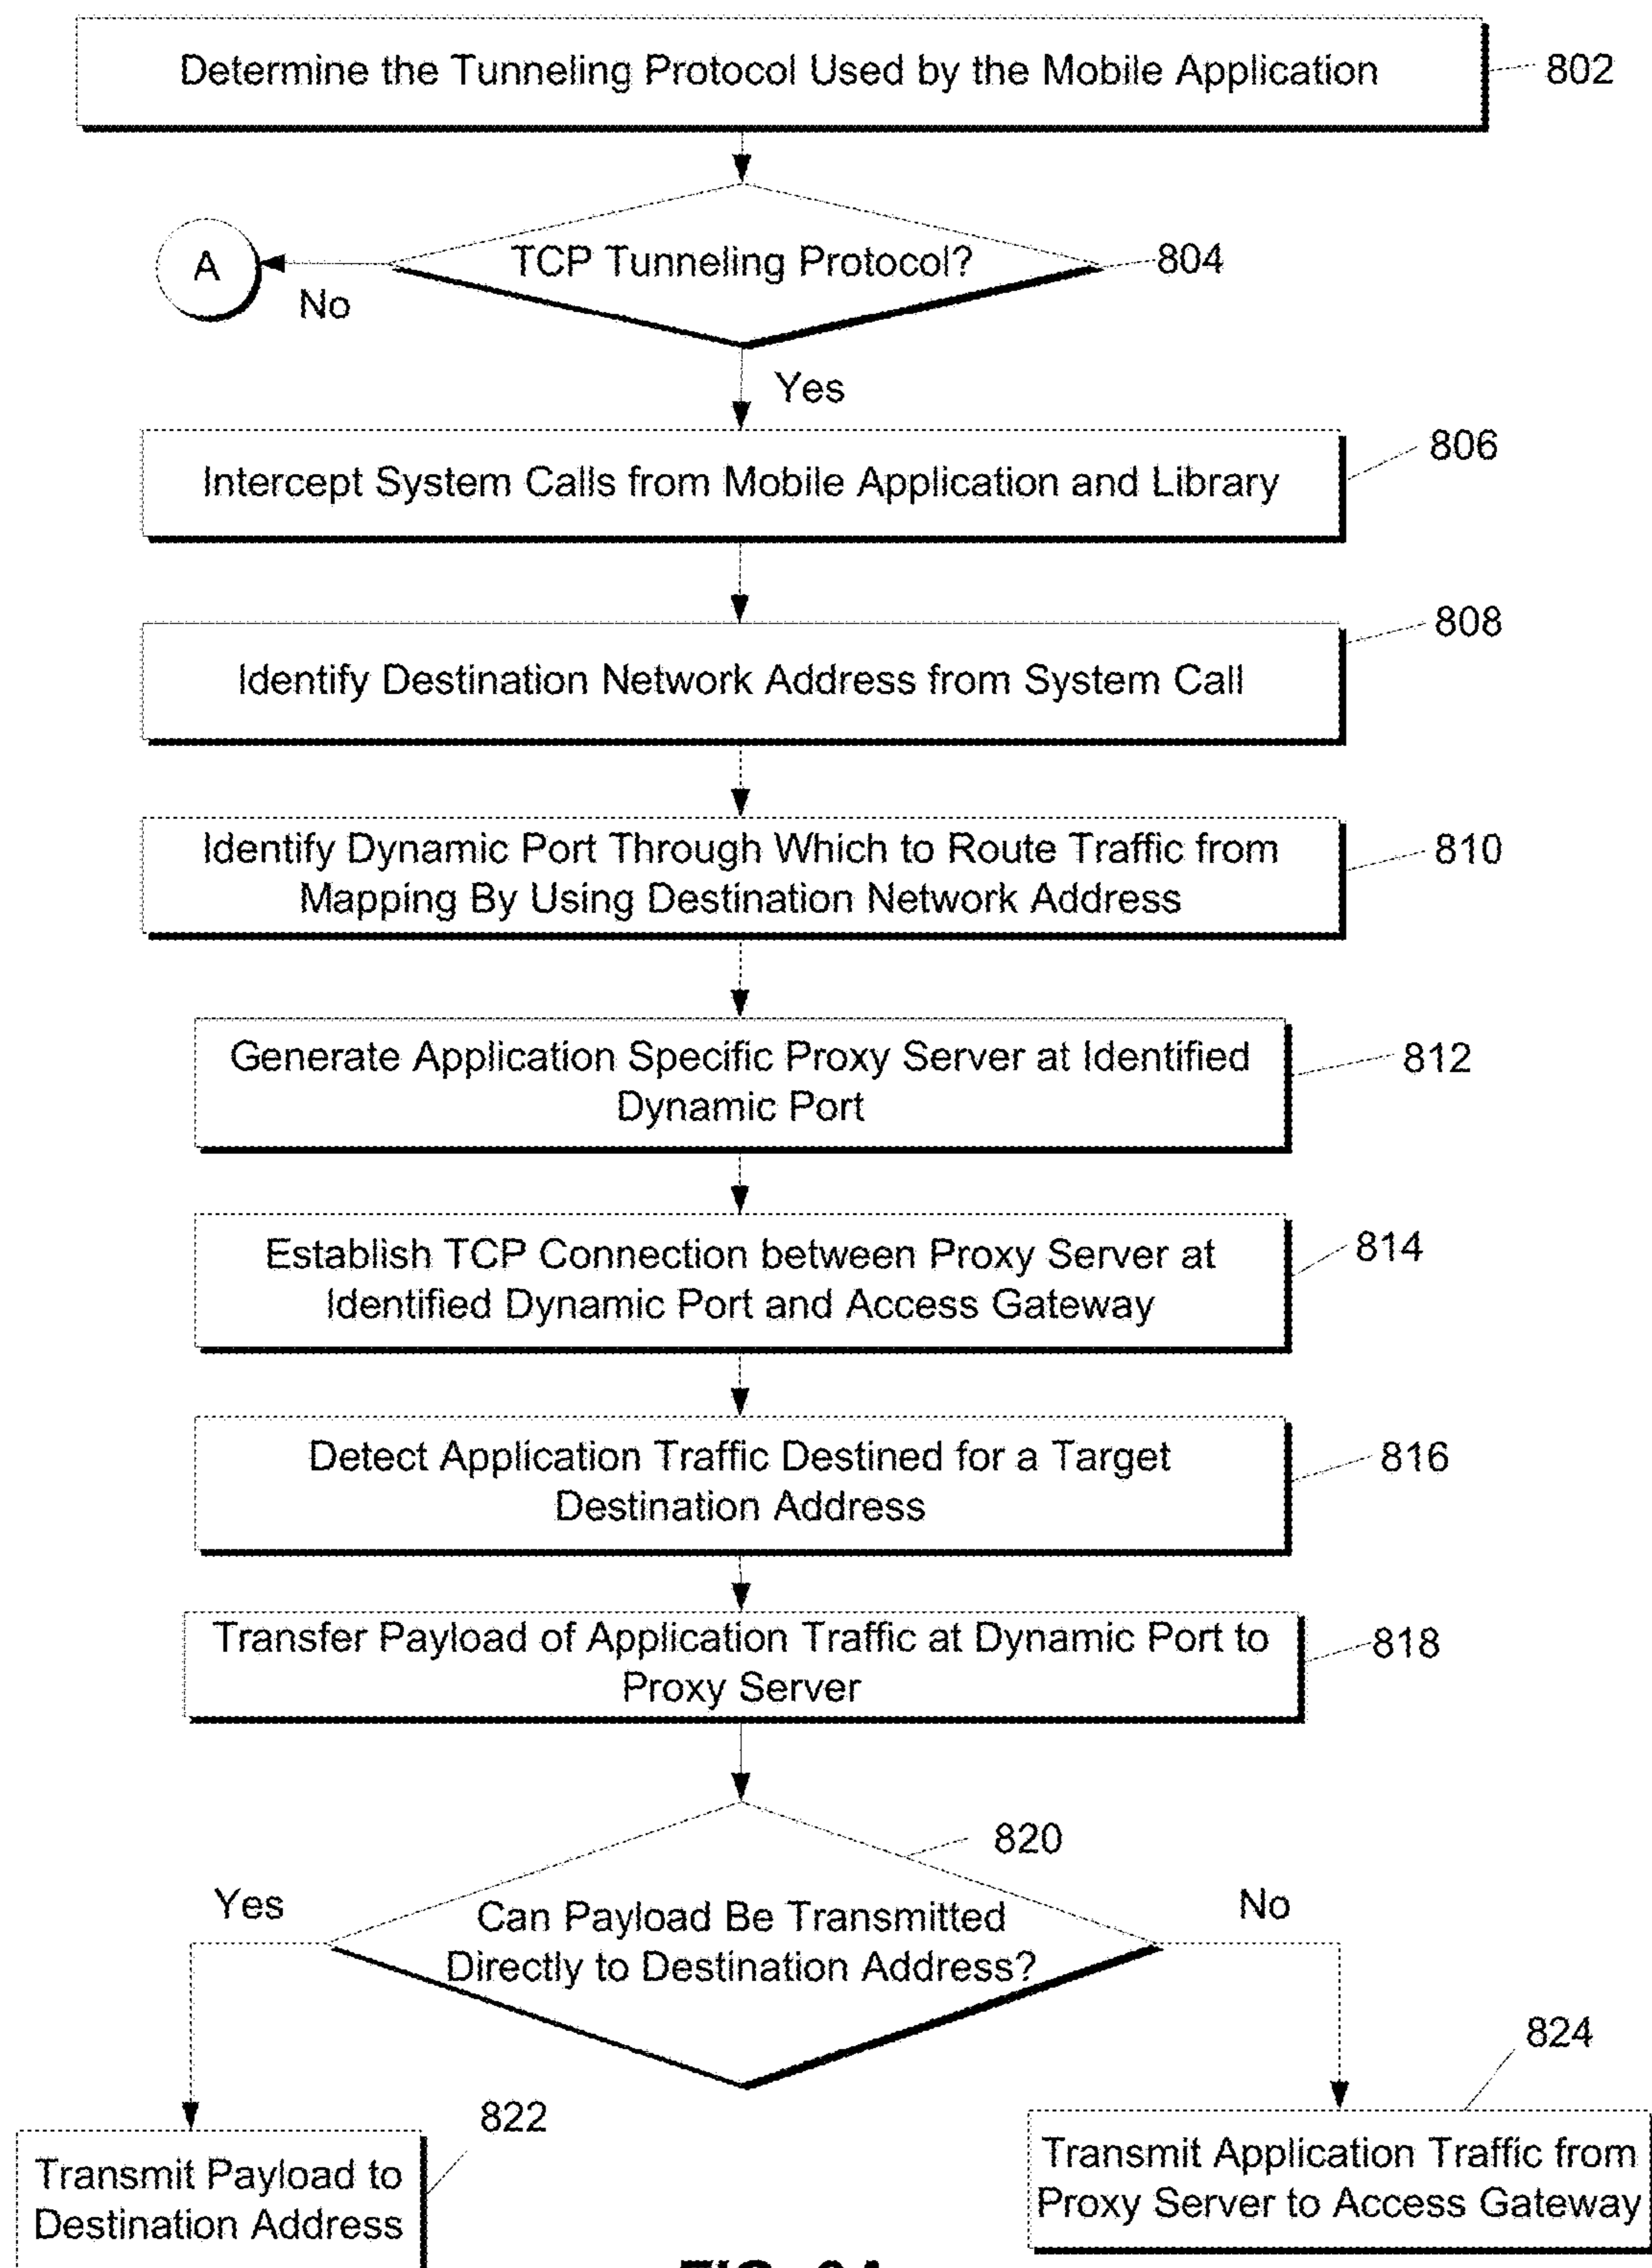 Determine the Tunneling Protocol Used by the Mobile Application
802
TCP Tunneling Protocol?
804
A
No
Yes
Intercept System Calls from Mobile Application and Library
806
Identify Destination Network Address from System Call
808
Identify Dynamic Port Through Which to Route Traffic from
Mapping By Using Destination Network Address
810
Generate Application Specific Proxy Server at Identified
Dynamic Port
812
Establish TCP Connection between Proxy Server at
Identified Dynamic Port and Access Gateway
814
Detect Application Traffic Destined for a Target
Destination Address
816
Transfer Payload of Application Traffic at Dynamic Port to
Proxy Server
818
820
Can Payload Be Transmitted
Directly to Destination Address?
Yes
No
822
Transmit Payload to
Destination Address
824
Transmit Application Traffic from
Proxy Server to Access Gateway